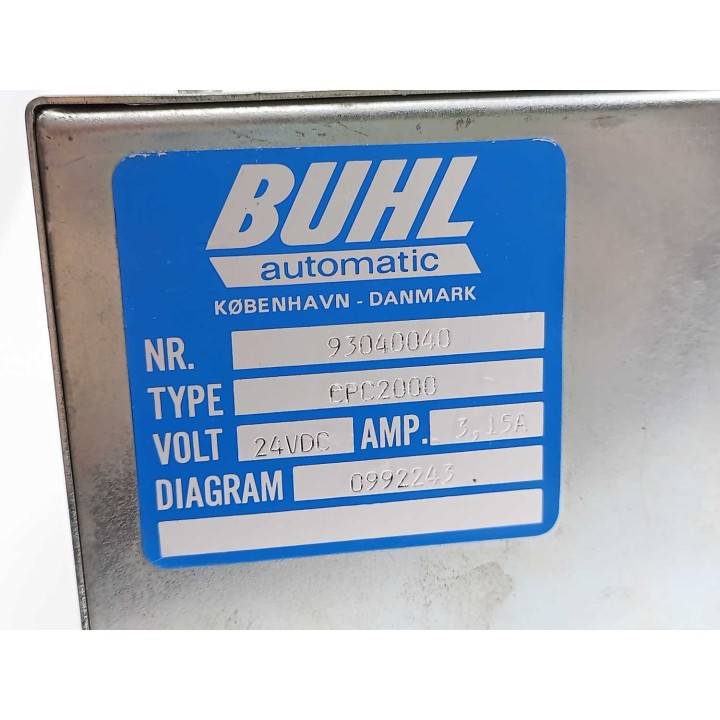 BUHL
automatic
KØBENHAVN - DANMARK
NR. 93040040
TYPE CPC2000
VOLT 24VDC AMP. 3,15A
DIAGRAM 0992243